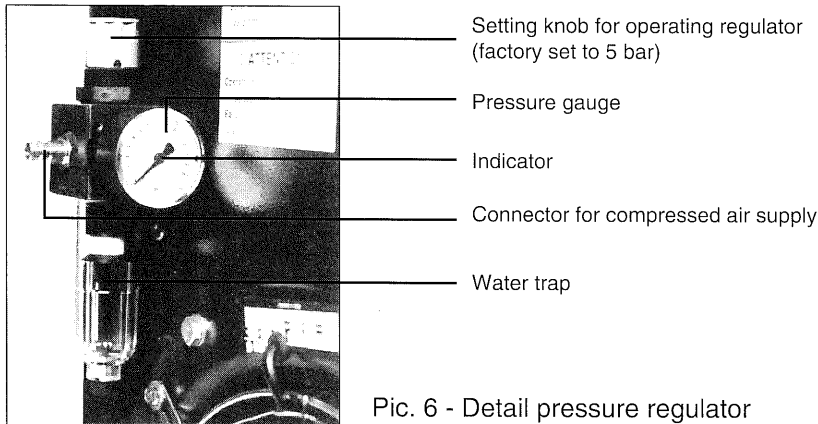 Setting knob for operating regulator
(factory set to 5 bar)
ATTENTION
Pressure gauge
Indicator
Connector for compressed air supply
Water trap
Pic. 6 - Detail pressure regulator